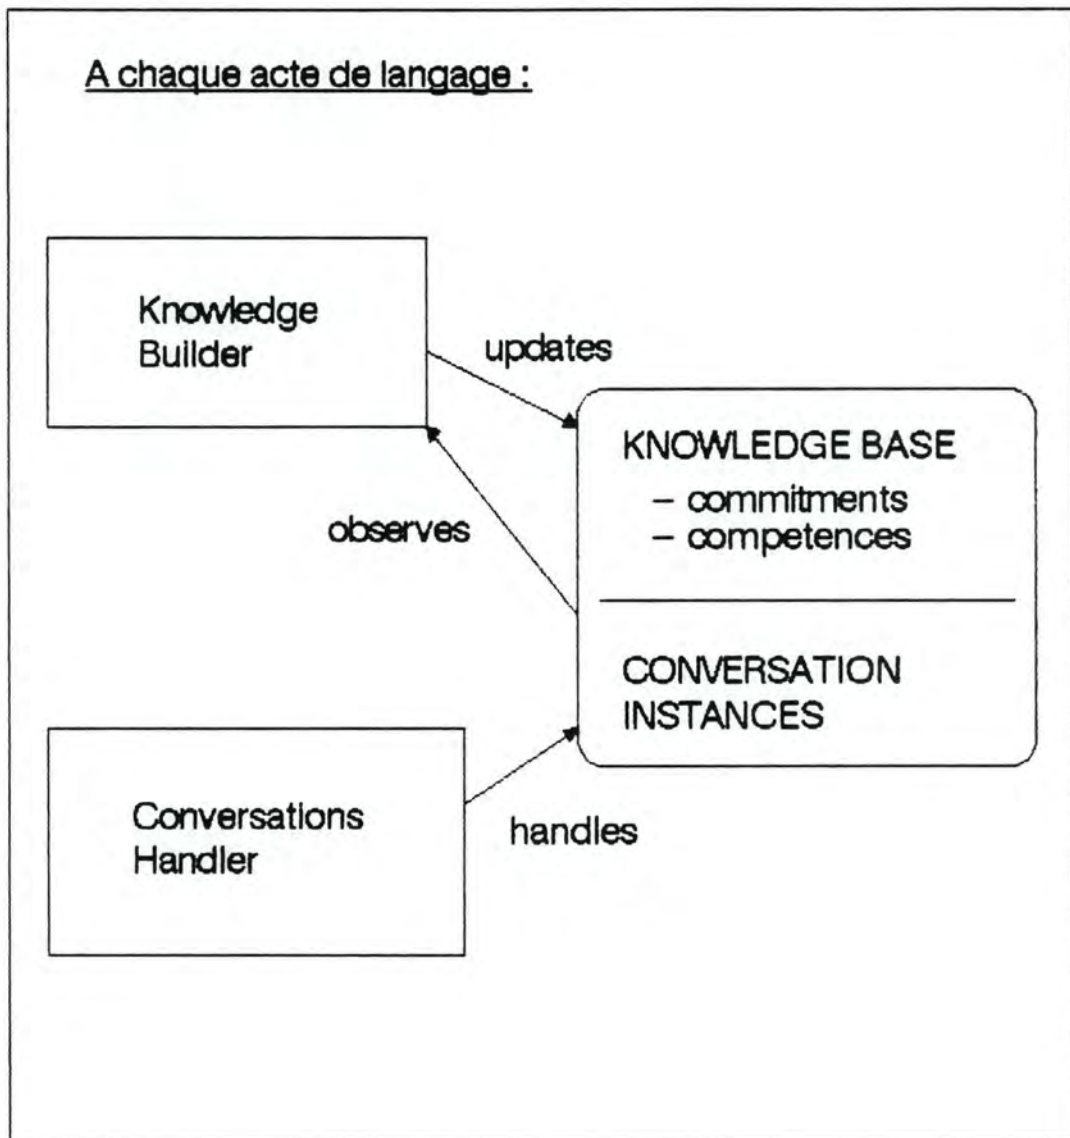 A chaque acte de langage :
Knowledge
Builder
updates
KNOWLEDGE BASE
– commitments
– competences
observes
CONVERSATION
INSTANCES
Conversations
Handler
handles